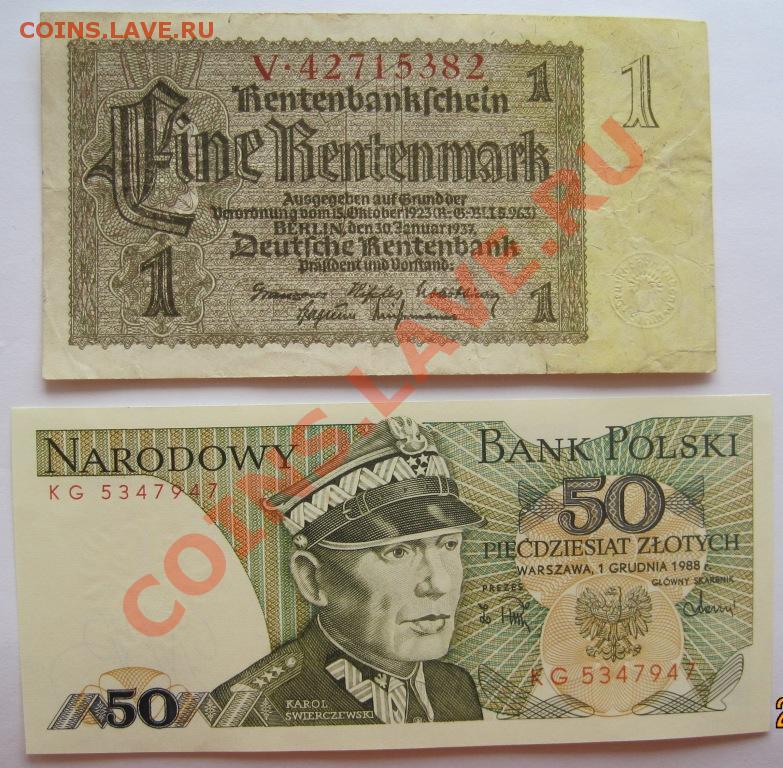 COINS.LAVE.RU
V·42715382
Rentenbankschein
1
1
Eine Rentenmark
Ausgegeben auf Grund der
Verordnung vom 15. Oktober 1923 (R-G-Bl. I S. 963)
BERLIN, den 30. Januar 1937.
Deutsche Rentenbank
Präsident und Vorstand:
1
1
COINS.LAVE.RU
NARODOWY BANK POLSKI
KG 5347947
50
PIĘĆDZIESIĄT ZŁOTYCH
WARSZAWA, 1 GRUDNIA 1988 r.
PREZES
GŁÓWNY SKARBNIK
KG 5347947
50
KAROL
ŚWIERCZEWSKI
2